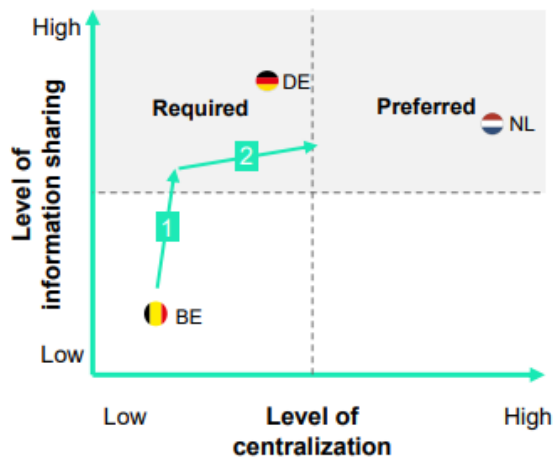 High
DE
Required
Preferred
NL
2
Level of
information sharing
1
BE
Low
Low
Level of
centralization
High